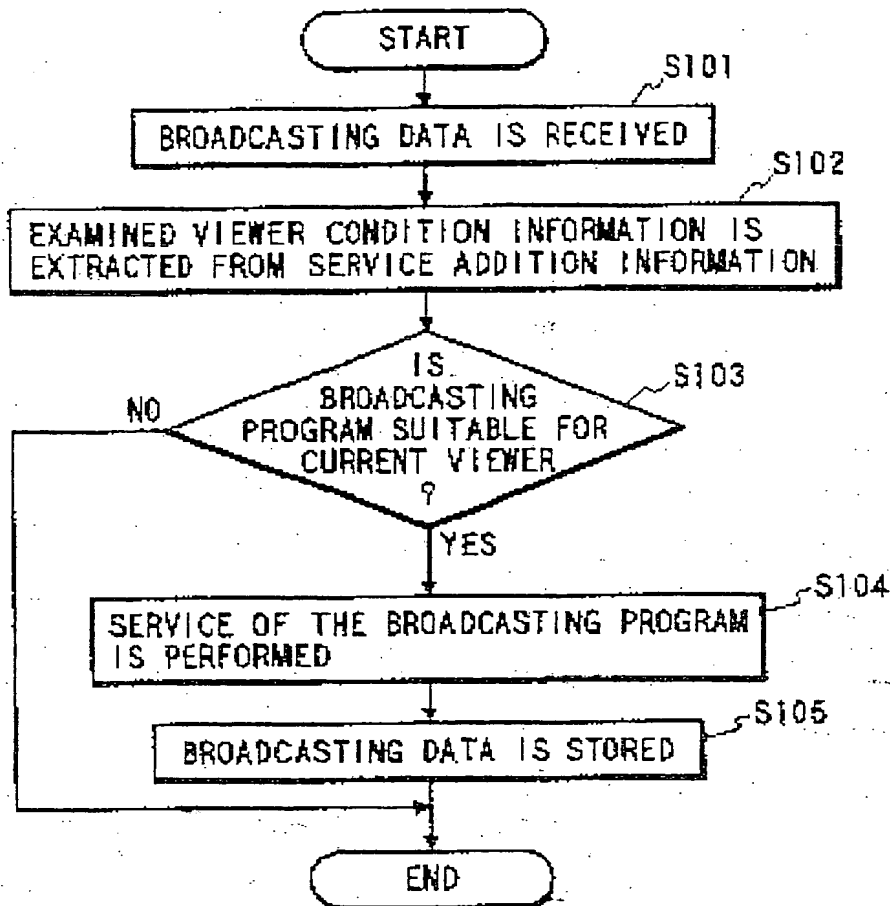 START
S101
BROADCASTING DATA IS RECEIVED
S102
EXAMINED VIEWER CONDITION INFORMATION IS
EXTRACTED FROM SERVICE ADDITION INFORMATION
S103
IS
BROADCASTING
PROGRAM SUITABLE FOR
CURRENT VIEWER
?
NO
YES
S104
SERVICE OF THE BROADCASTING PROGRAM
IS PERFORMED
S105
BROADCASTING DATA IS STORED
END